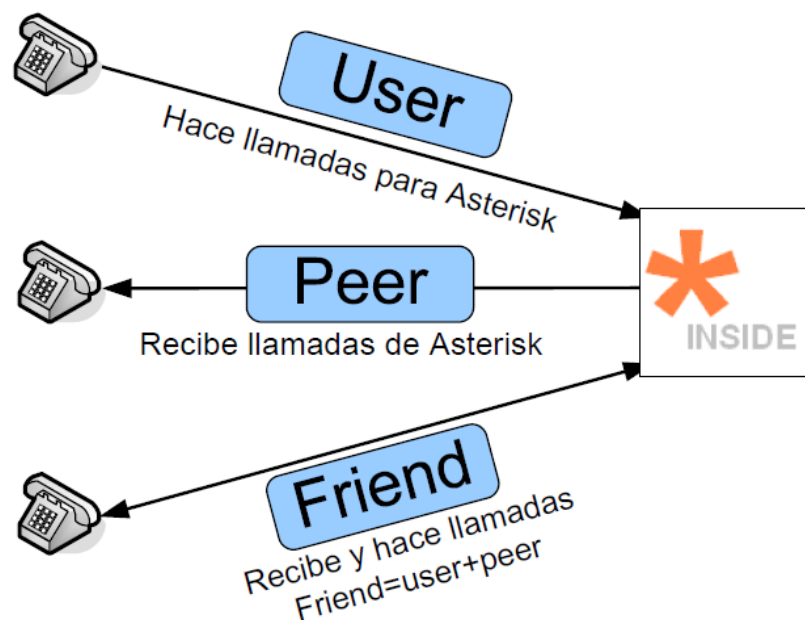 User
Hace llamadas para Asterisk
Peer
Recibe llamadas de Asterisk
INSIDE
Friend
Recibe y hace llamadas
Friend=user+peer